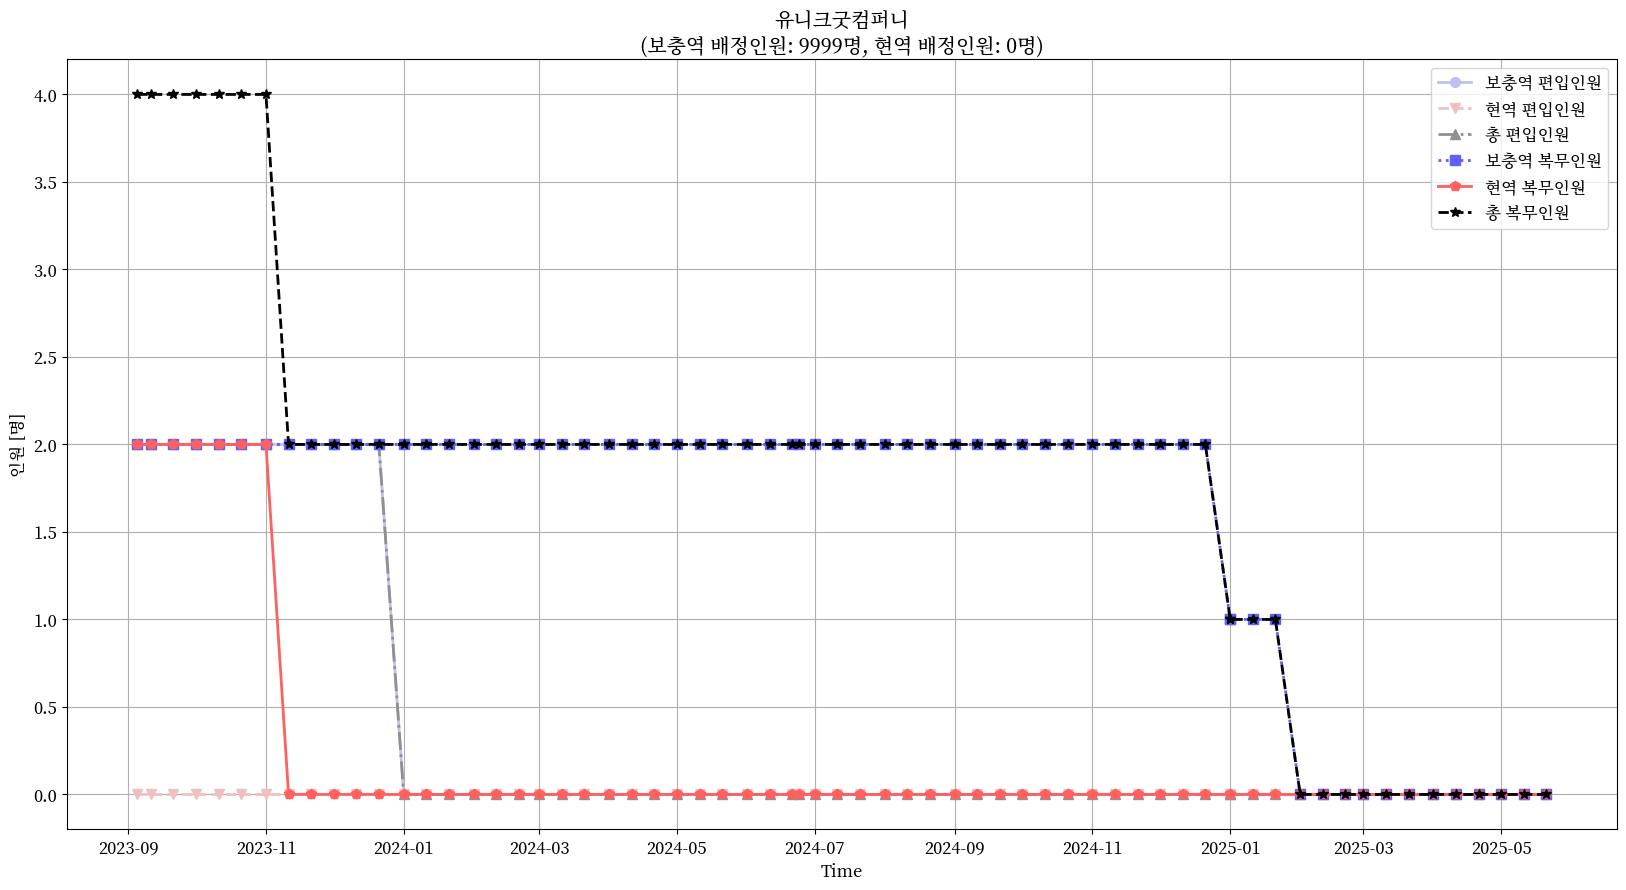 유니크굿컴퍼니
(보충역 배정인원: 9999명, 현역 배정인원: 0명)
보충역 편입인원
현역 편입인원
총 편입인원
보충역 복무인원
현역 복무인원
총 복무인원
인원 [명]
4.0
3.5
3.0
2.5
2.0
1.5
1.0
0.5
0.0
2023-09 2023-11 2024-01 2024-03 2024-05 2024-07 2024-09 2024-11 2025-01 2025-03 2025-05
Time